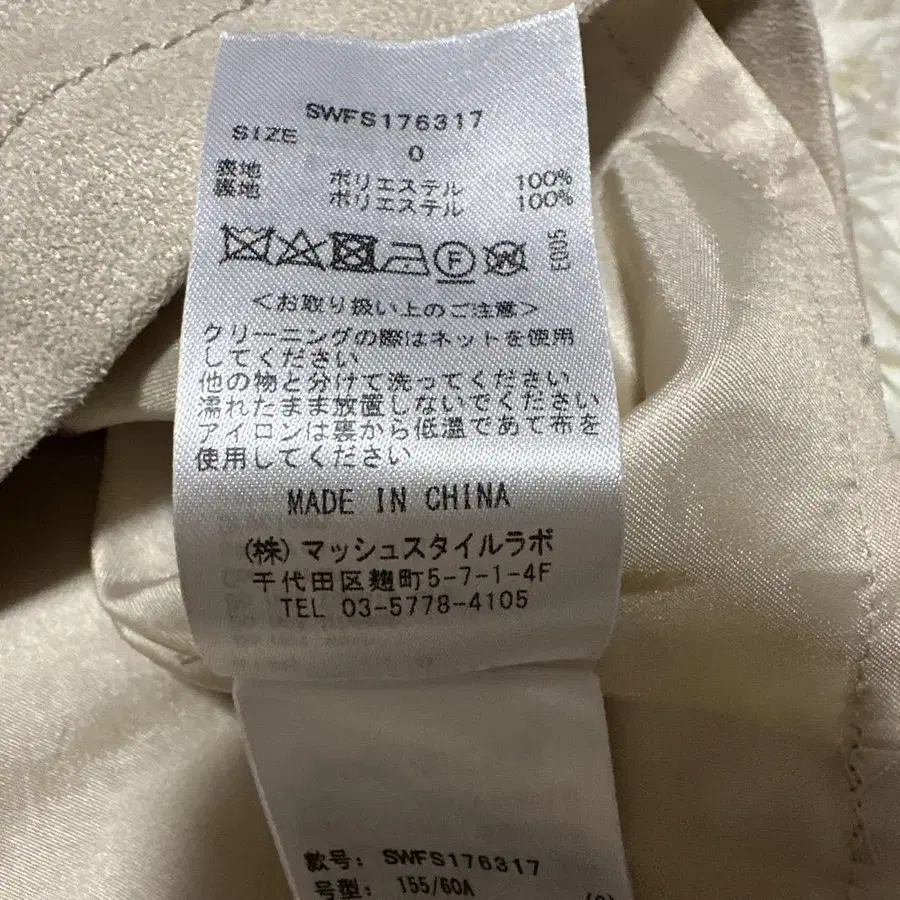 SWFS176317
SIZE 0
表地 ポリエステル 100%
裏地 ポリエステル 100%
F W E005
<お取り扱い上のご注意>
クリーニングの際はネットを使用
してください
他の物と分けて洗ってください
濡れたまま放置しないでください
アイロンは裏から低温であて布を
使用してください
MADE IN CHINA
(株)マッシュスタイルラボ
千代田区麹町5-7-1-4F
TEL 03-5778-4105
款号: SWFS176317
号型: 155/60A